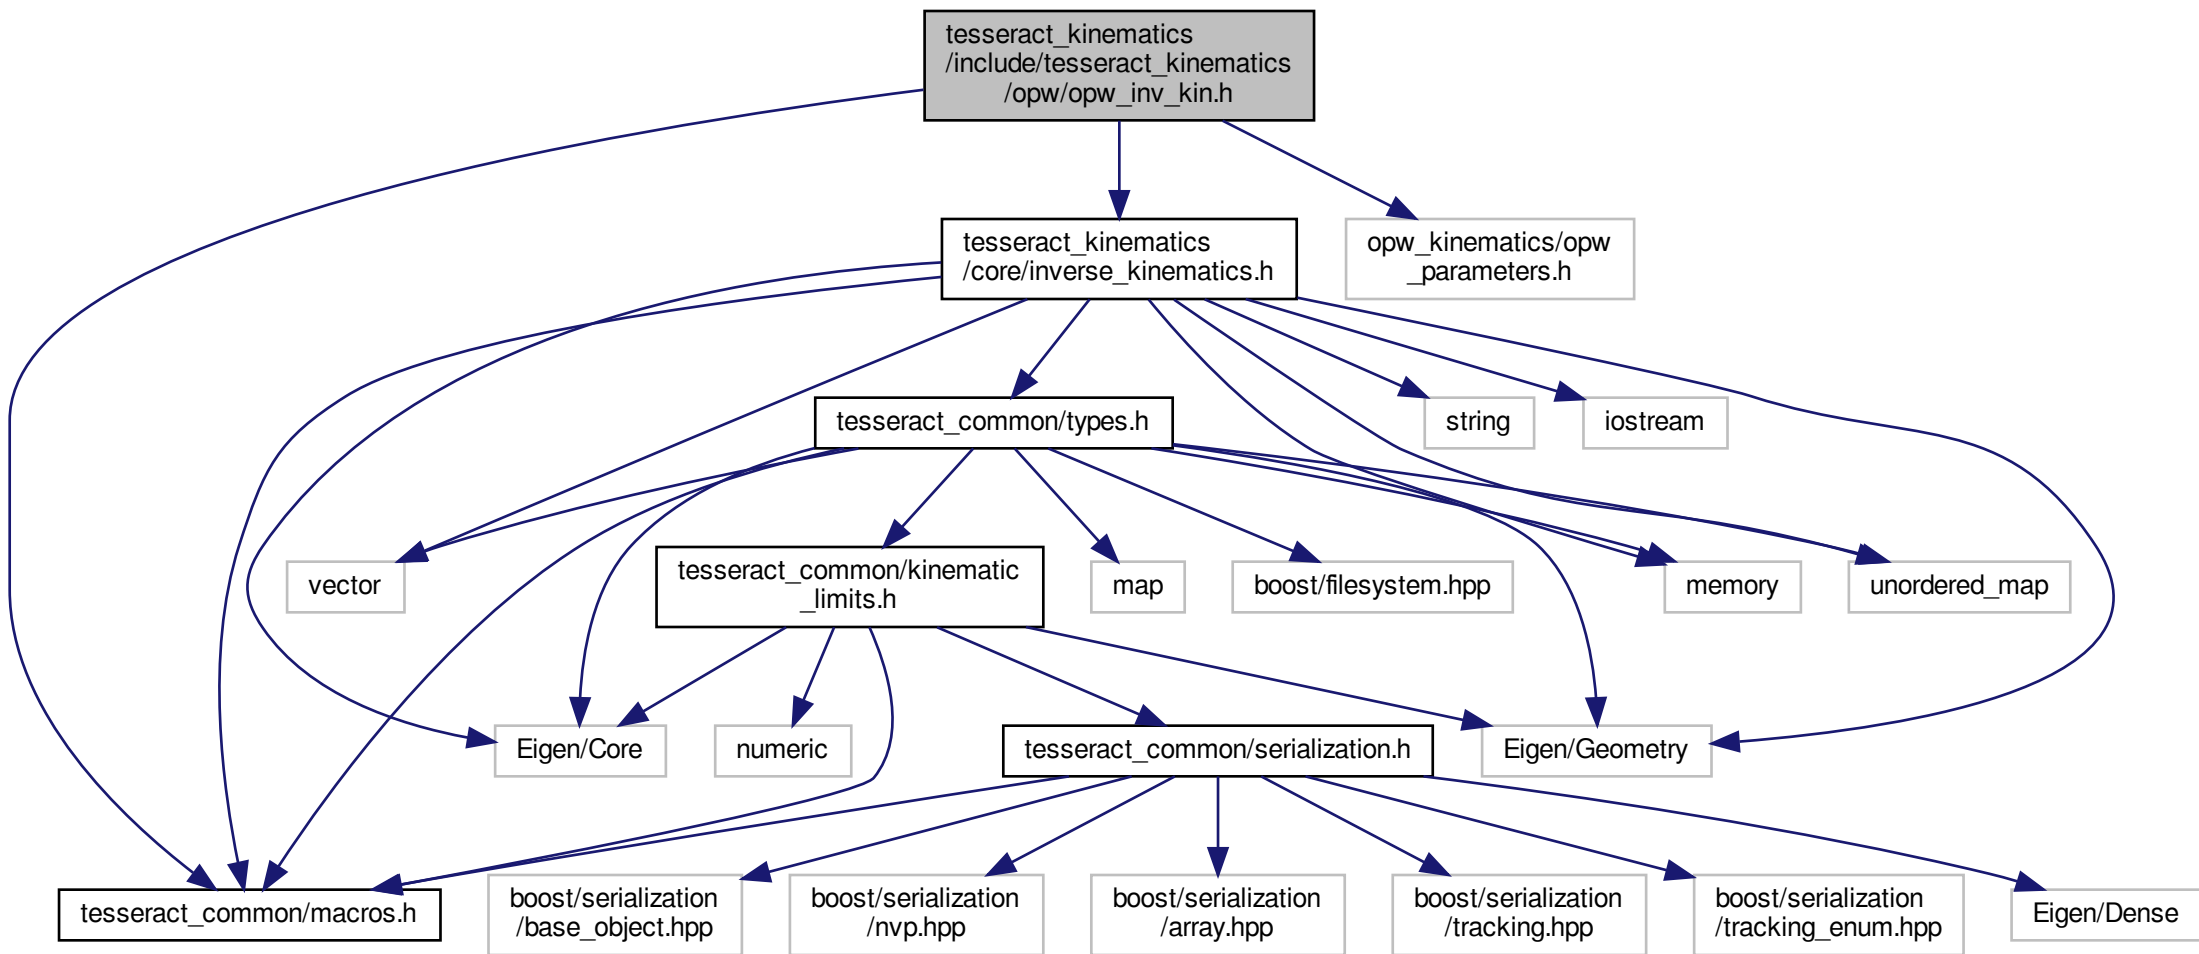 tesseract_kinematics
/include/tesseract_kinematics
/opw/opw_inv_kin.h
tesseract_kinematics
/core/inverse_kinematics.h
opw_kinematics/opw
_parameters.h
tesseract_common/types.h
string
iostream
vector
tesseract_common/kinematic
_limits.h
map
boost/filesystem.hpp
memory
unordered_map
Eigen/Core
numeric
tesseract_common/serialization.h
Eigen/Geometry
tesseract_common/macros.h
boost/serialization
/base_object.hpp
boost/serialization
/nvp.hpp
boost/serialization
/array.hpp
boost/serialization
/tracking.hpp
boost/serialization
/tracking_enum.hpp
Eigen/Dense